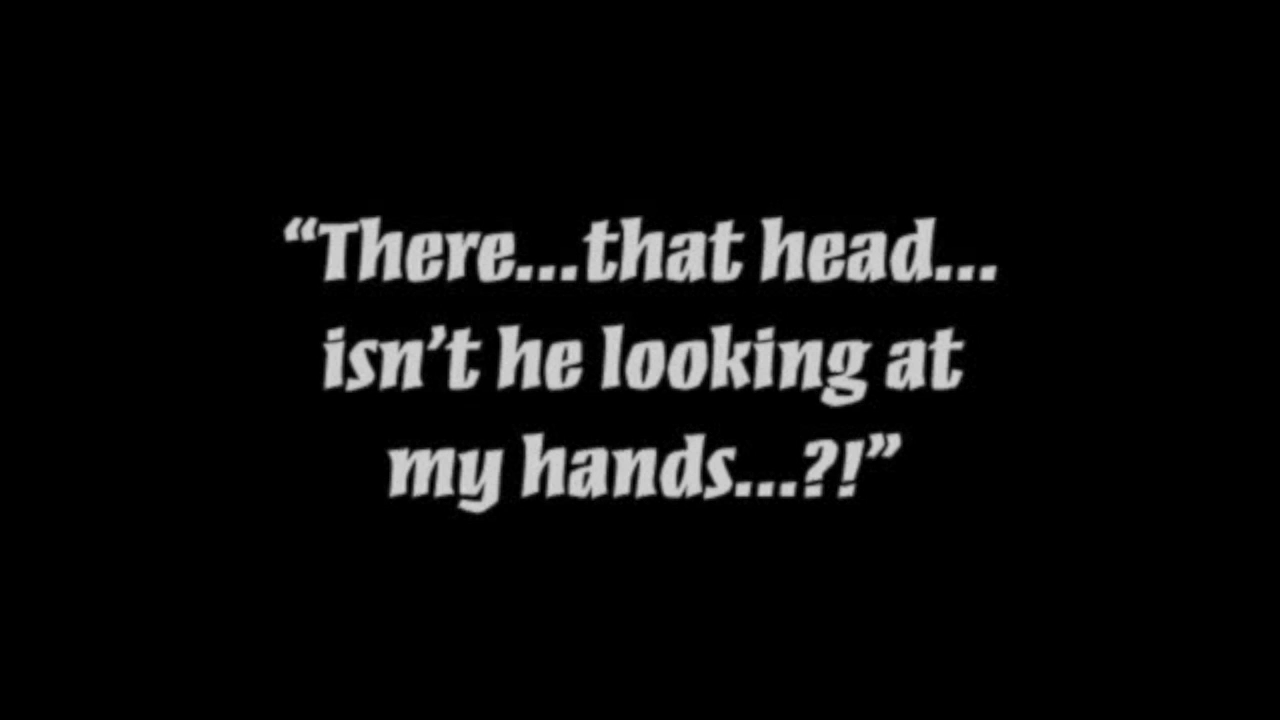 “There...that head...
isn’t he looking at
my hands...?!”